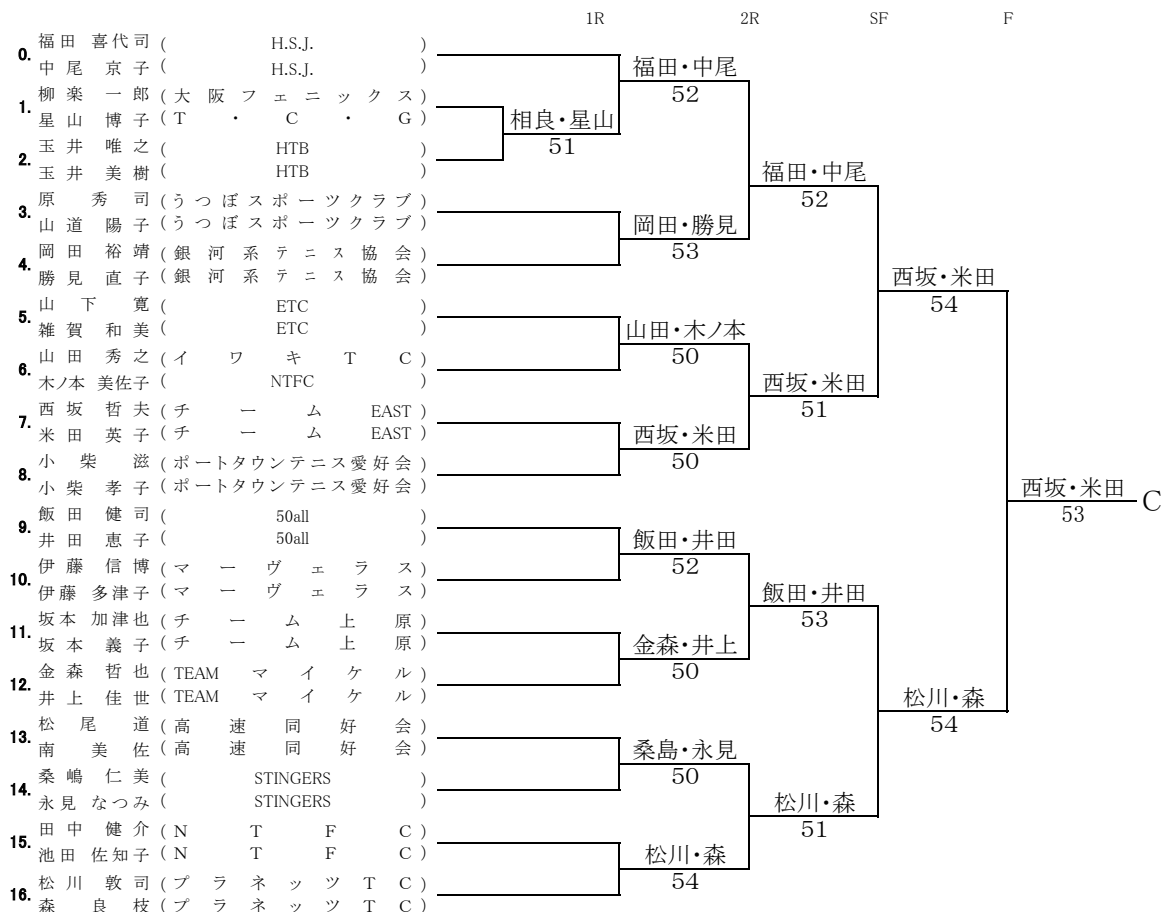 1R 2R SF F
0. 福田 喜代司 ( H.S.J. )
中尾 京子 ( H.S.J. )
1. 柳楽 一郎 ( 大阪フェニックス )
星山 博子 ( T・C・G )
2. 玉井 唯之 ( HTB )
玉井 美樹 ( HTB )
3. 原 秀司 ( うつぼスポーツクラブ )
山道 陽子 ( うつぼスポーツクラブ )
4. 岡田 裕靖 ( 銀河系テニス協会 )
勝見 直子 ( 銀河系テニス協会 )
5. 山下 寛 ( ETC )
雑賀 和美 ( ETC )
6. 山田 秀之 ( イワキTC )
木ノ本 美佐子 ( NTFC )
7. 西坂 哲夫 ( チームEAST )
米田 英子 ( チームEAST )
8. 小柴 滋 ( ポートタウンテニス愛好会 )
小柴 孝子 ( ポートタウンテニス愛好会 )
9. 飯田 健司 ( 50all )
井田 恵子 ( 50all )
10. 伊藤 信博 ( マーヴェラス )
伊藤 多津子 ( マーヴェラス )
11. 坂本 加津也 ( チーム上原 )
坂本 義子 ( チーム上原 )
12. 金森 哲也 ( TEAMマイケル )
井上 佳世 ( TEAMマイケル )
13. 松尾 道 ( 高速同好会 )
南 美佐 ( 高速同好会 )
14. 桑嶋 仁美 ( STINGERS )
永見 なつみ ( STINGERS )
15. 田中 健介 ( NTFC )
池田 佐知子 ( NTFC )
16. 松川 敦司 ( プラネッツTC )
森 良枝 ( プラネッツTC )
相良・星山
51
福田・中尾
52
岡田・勝見
53
山田・木ノ本
50
西坂・米田
50
飯田・井田
52
金森・井上
50
桑島・永見
50
松川・森
54
福田・中尾
52
西坂・米田
51
飯田・井田
53
松川・森
51
西坂・米田
54
松川・森
54
西坂・米田
53
C